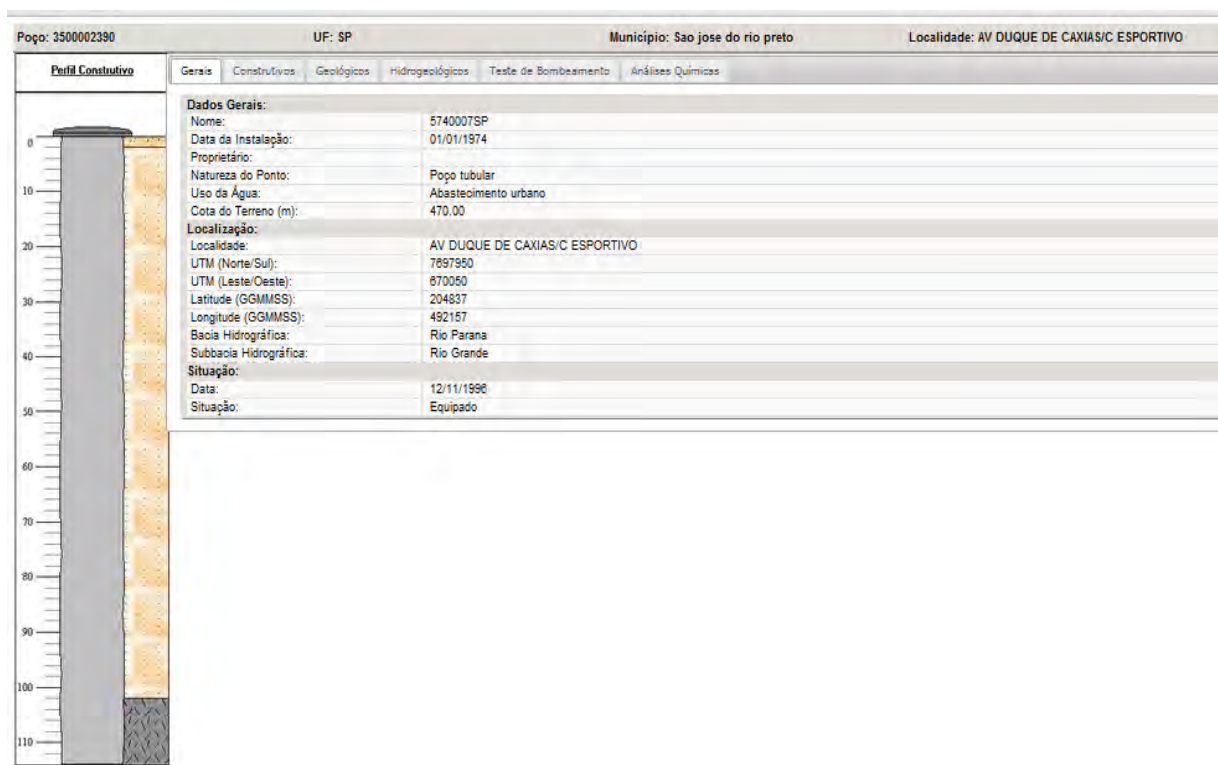 Poço: 3500002390 UF: SP Município: Sao jose do rio preto Localidade: AV DUQUE DE CAXIAS/C ESPORTIVO
Perfil Construtivo
Gerais Construtivos Geológicos Hidrogeológicos Teste de Bombeamento Análises Químicas
Dados Gerais:
Nome: 5740007SP
Data da Instalação: 01/01/1974
Proprietário:
Natureza do Ponto: Poço tubular
Uso da Água: Abastecimento urbano
Cota do Terreno (m): 470.00
Localização:
Localidade: AV DUQUE DE CAXIAS/C ESPORTIVO
UTM (Norte/Sul): 7697950
UTM (Leste/Oeste): 670050
Latitude (GGMMSS): 204837
Longitude (GGMMSS): 492157
Bacia Hidrográfica: Rio Parana
Subbacia Hidrográfica: Rio Grande
Situação:
Data: 12/11/1996
Situação: Equipado
0
10
20
30
40
50
60
70
80
90
100
110